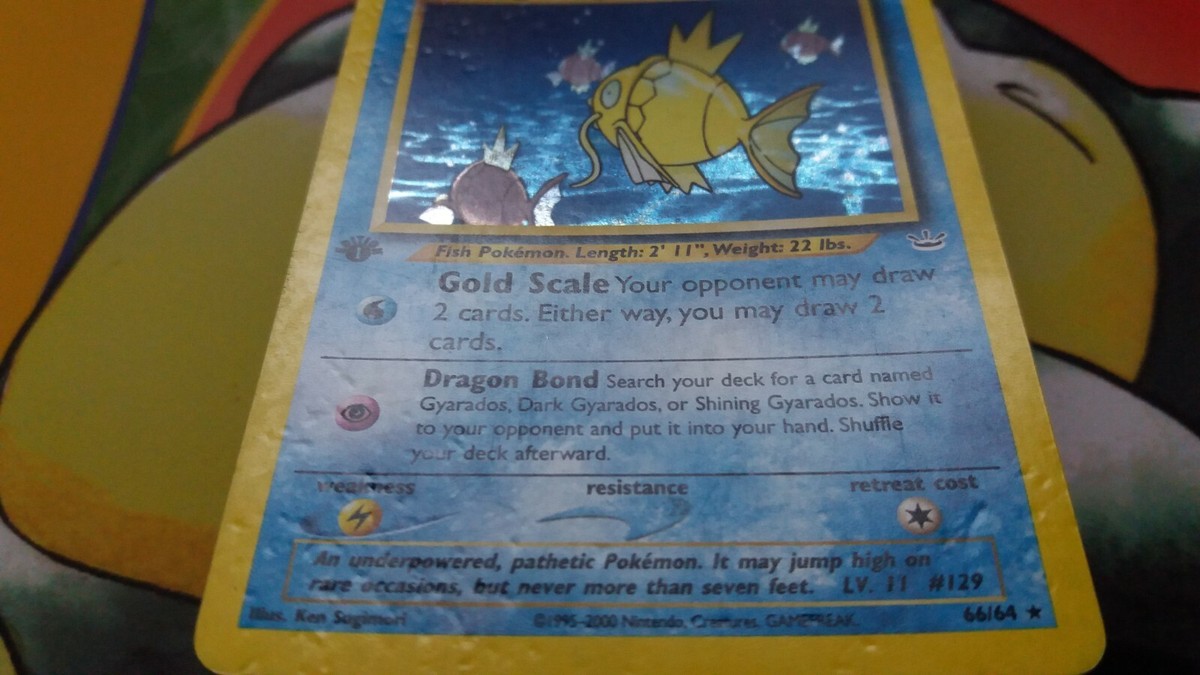 Fish Pokémon. Length: 2' 11", Weight: 22 lbs.
1
Gold Scale Your opponent may draw
2 cards. Either way, you may draw 2
cards.
Dragon Bond Search your deck for a card named
Gyarados, Dark Gyarados, or Shining Gyarados. Show it
to your opponent and put it into your hand. Shuffle
your deck afterward.
weakness resistance retreat cost
An underpowered, pathetic Pokémon. It may jump high on
rare occasions, but never more than seven feet. LV. 11 #129
Illus. Ken Sugimori ©1995-2000 Nintendo, Creatures, GAMEFREAK. 66/64 ★